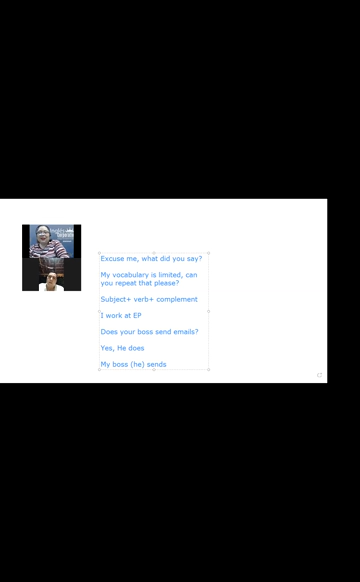 Excuse me, what did you say?
My vocabulary is limited, can
you repeat that please?
Subject+ verb+ complement
I work at EP
Does your boss send emails?
Yes, He does
My boss (he) sends